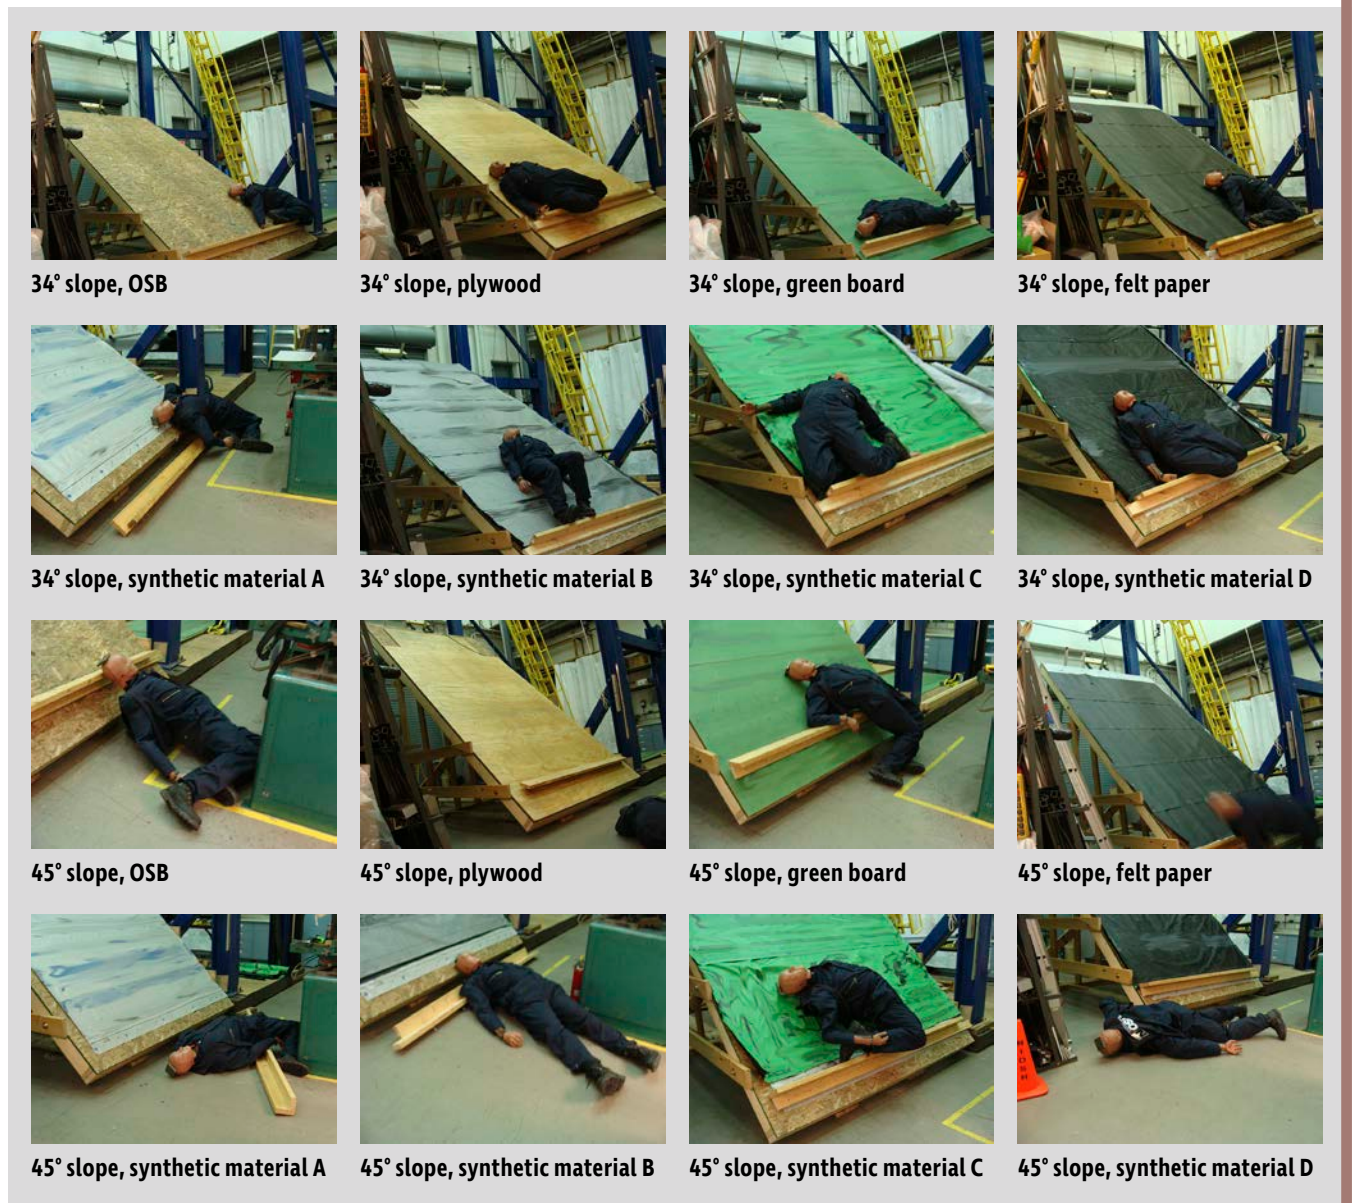 34° slope, OSB
34° slope, plywood
34° slope, green board
34° slope, felt paper
34° slope, synthetic material A
34° slope, synthetic material B
34° slope, synthetic material C
34° slope, synthetic material D
45° slope, OSB
45° slope, plywood
45° slope, green board
45° slope, felt paper
45° slope, synthetic material A
45° slope, synthetic material B
45° slope, synthetic material C
45° slope, synthetic material D